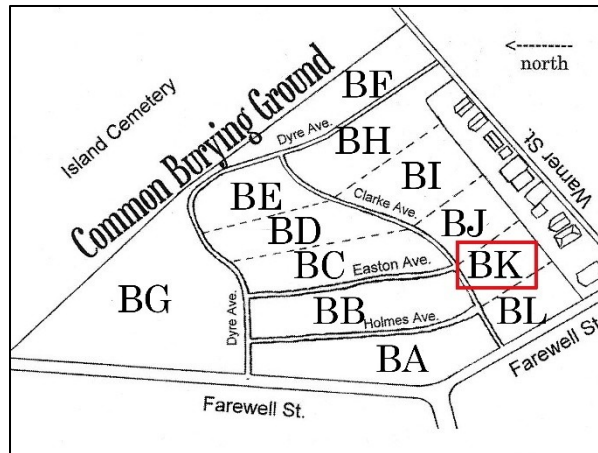 Island Cemetery
Common Burying Ground
north
Warner St.
BF
Dyre Ave.
BH
BI
BE
Clarke Ave.
BD
BJ
BC
Easton Ave.
BK
BG
Dyre Ave.
BB
Holmes Ave.
BL
BA
Farewell St.
Farewell St.